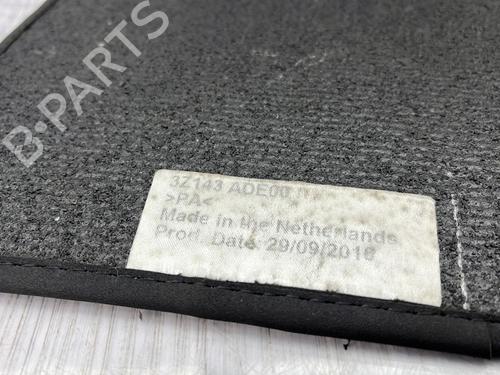 B-PARTS
3Z143 ADE00
>PA<
Made in the Netherlands
Prod. Date: 29/09/2016